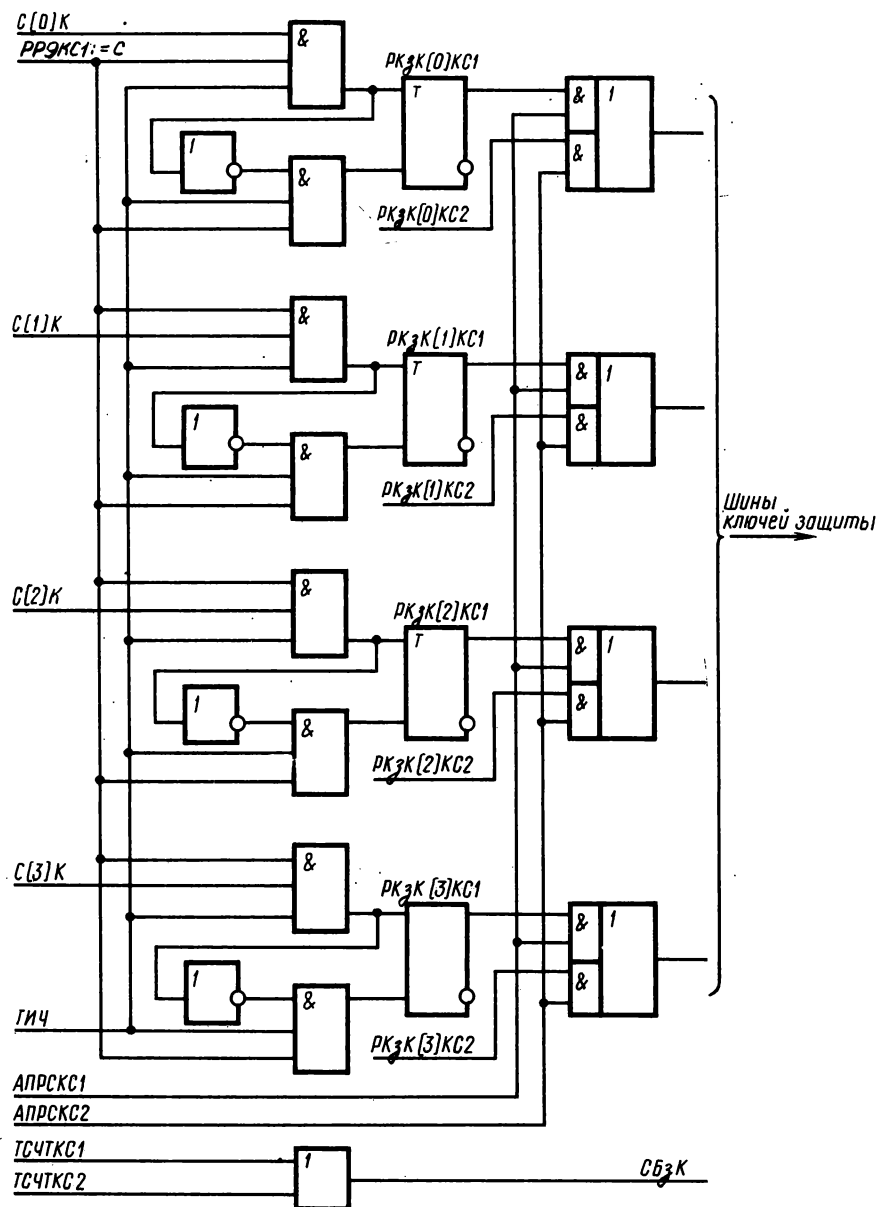 С[0]К
РРЭКС1:=С
&
РКзК[0]КС1
T
&
1
1
&
&
РКзК[0]КС2
&
С[1]К
РКзК[1]КС1
T
&
1
1
&
&
РКзК[1]КС2
Шины
ключей защиты
&
С[2]К
РКзК[2]КС1
T
&
1
1
&
&
РКзК[2]КС2
&
С[3]К
РКзК[3]КС1
&
1
1
&
&
ТИЧ
РКзК[3]КС2
АПРСКС1
АПРСКС2
ТСЧТКС1
1
СБзК
ТСЧТКС2